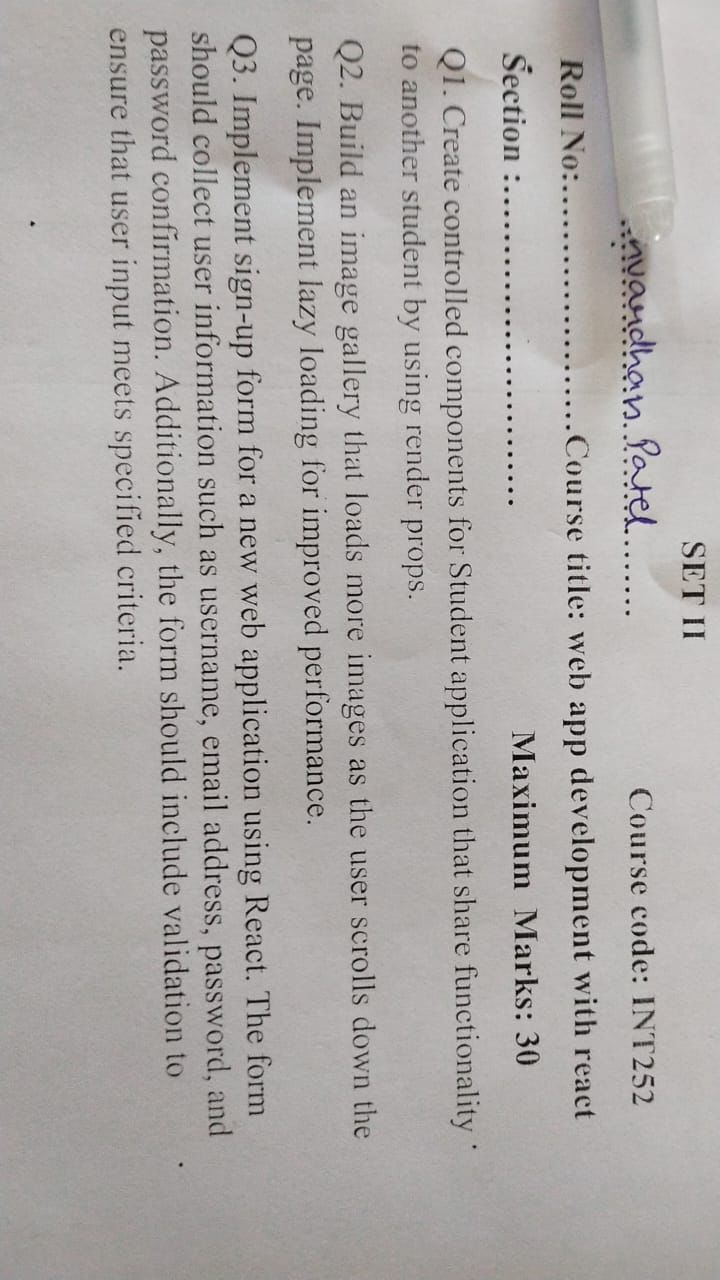 SET II
Patel Course code: INT252
Roll No:.....................Course title: web app development with react
Section :........................ Maximum Marks: 30
Q1. Create controlled components for Student application that share functionality
to another student by using render props.
Q2. Build an image gallery that loads more images as the user scrolls down the
page. Implement lazy loading for improved performance.
Q3. Implement sign-up form for a new web application using React. The form
should collect user information such as username, email address, password, and
password confirmation. Additionally, the form should include validation to
ensure that user input meets specified criteria.